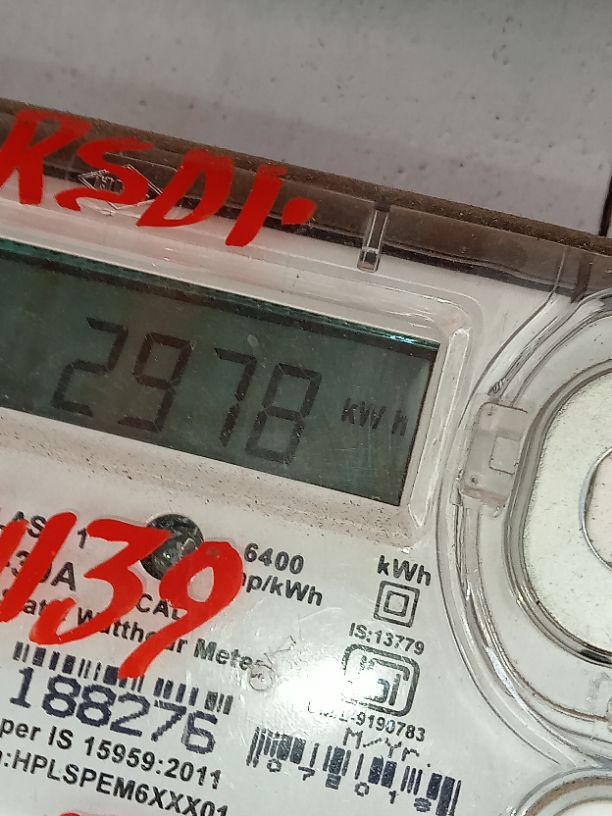 RSDI.
2978 kWh
1139
6400
imp/kWh
kWh
Watthour Meter
IS:13779
188276
9190783
M/Yr.
per IS 15959:2011
HPLSPEM6XXX01